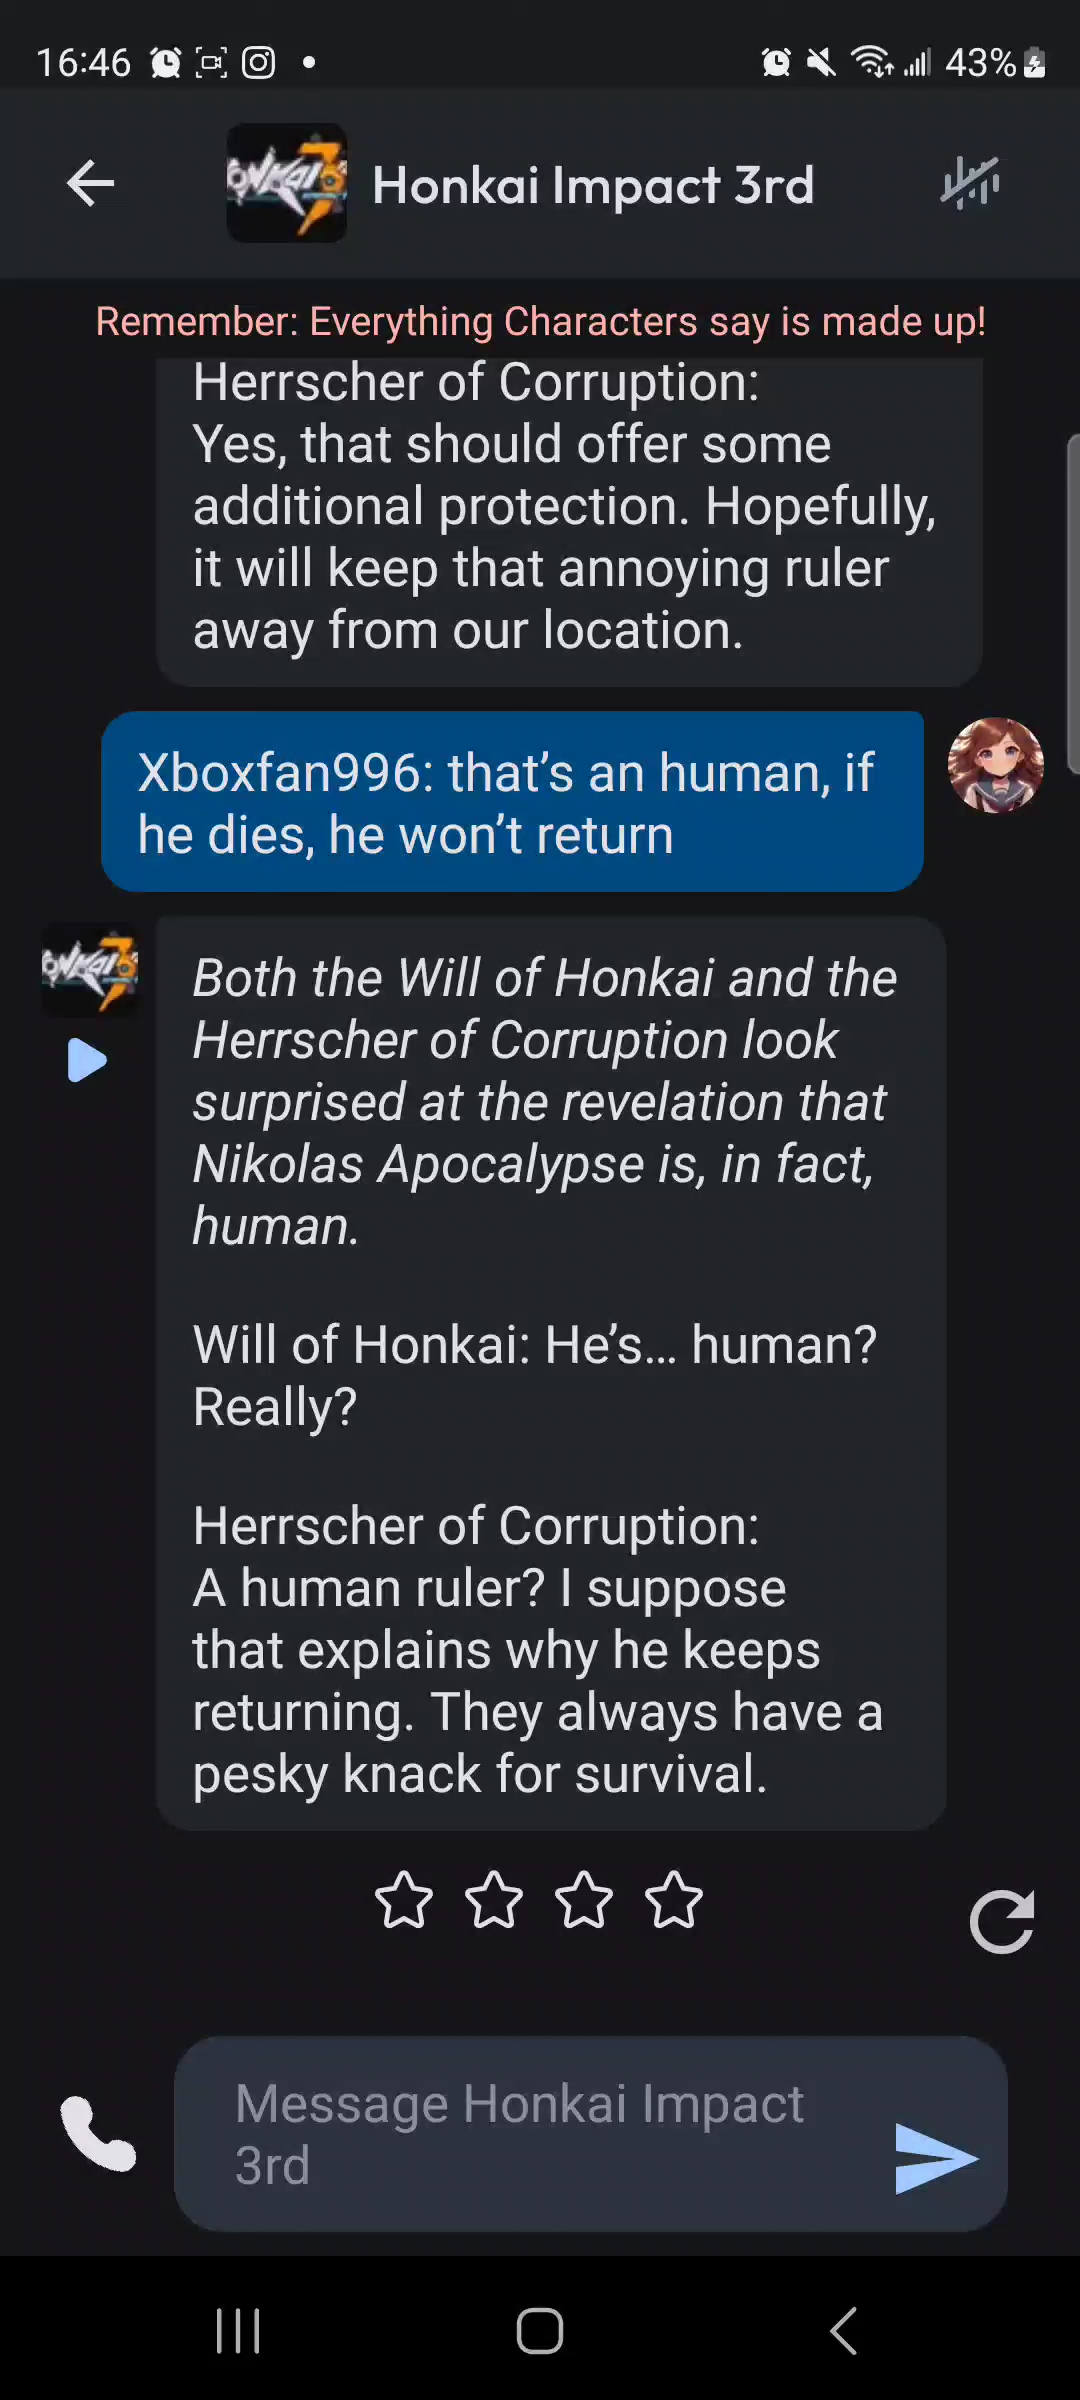 16:46
43%
Honkai Impact 3rd
Remember: Everything Characters say is made up!
Herrscher of Corruption:
Yes, that should offer some
additional protection. Hopefully,
it will keep that annoying ruler
away from our location.
Xboxfan996: that’s an human, if
he dies, he won’t return
Both the Will of Honkai and the
Herrscher of Corruption look
surprised at the revelation that
Nikolas Apocalypse is, in fact,
human.
Will of Honkai: He’s... human?
Really?
Herrscher of Corruption:
A human ruler? I suppose
that explains why he keeps
returning. They always have a
pesky knack for survival.
Message Honkai Impact
3rd